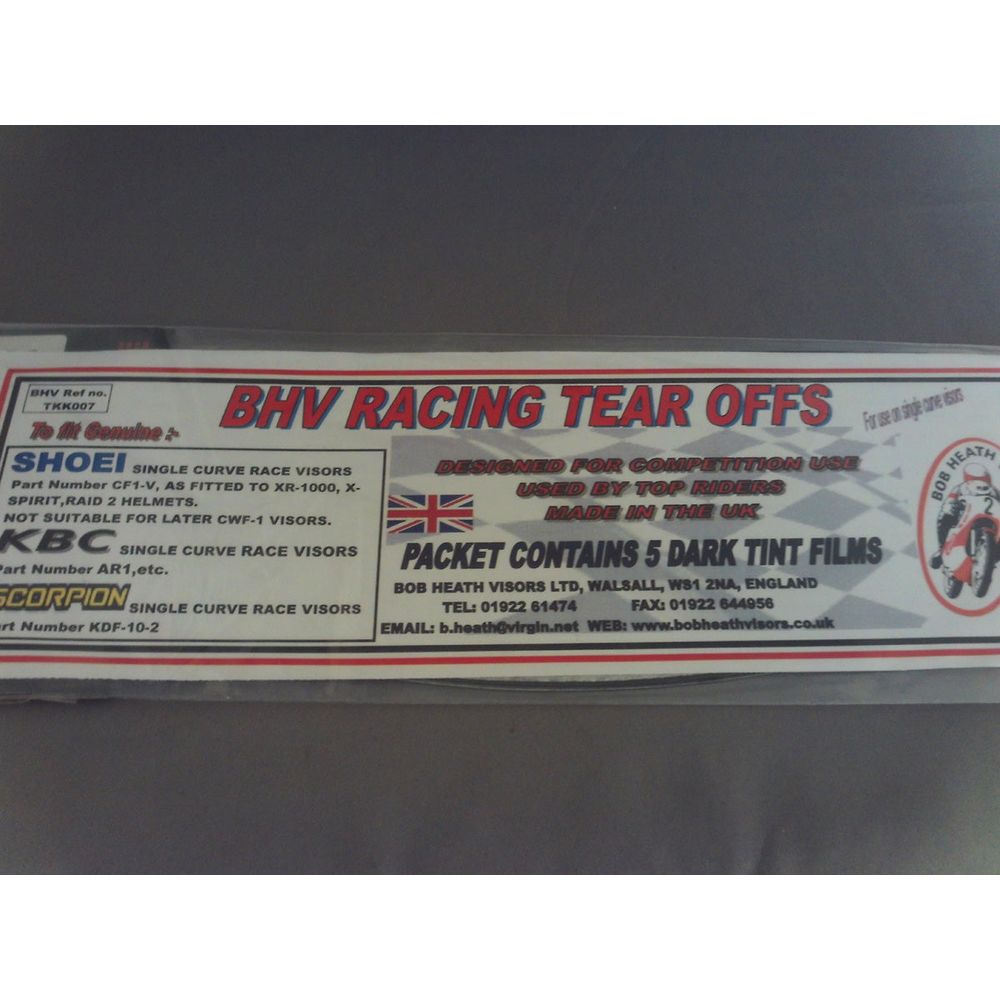 BHV Ref no.
TKK007
BHV RACING TEAR OFFS
For use on single curve visors
To fit Genuine :-
SHOEI SINGLE CURVE RACE VISORS
Part Number CF1-V, AS FITTED TO XR-1000, X-
SPIRIT,RAID 2 HELMETS.
NOT SUITABLE FOR LATER CWF-1 VISORS.
KBC SINGLE CURVE RACE VISORS
Part Number AR1,etc.
SCORPION SINGLE CURVE RACE VISORS
rt Number KDF-10-2
DESIGNED FOR COMPETITION USE
USED BY TOP RIDERS
MADE IN THE UK
PACKET CONTAINS 5 DARK TINT FILMS
BOB HEATH VISORS LTD, WALSALL, WS1 2NA, ENGLAND
TEL: 01922 61474 FAX: 01922 644956
EMAIL: b.heath@virgin.net WEB: www.bobheathvisors.co.uk
BOB HEATH